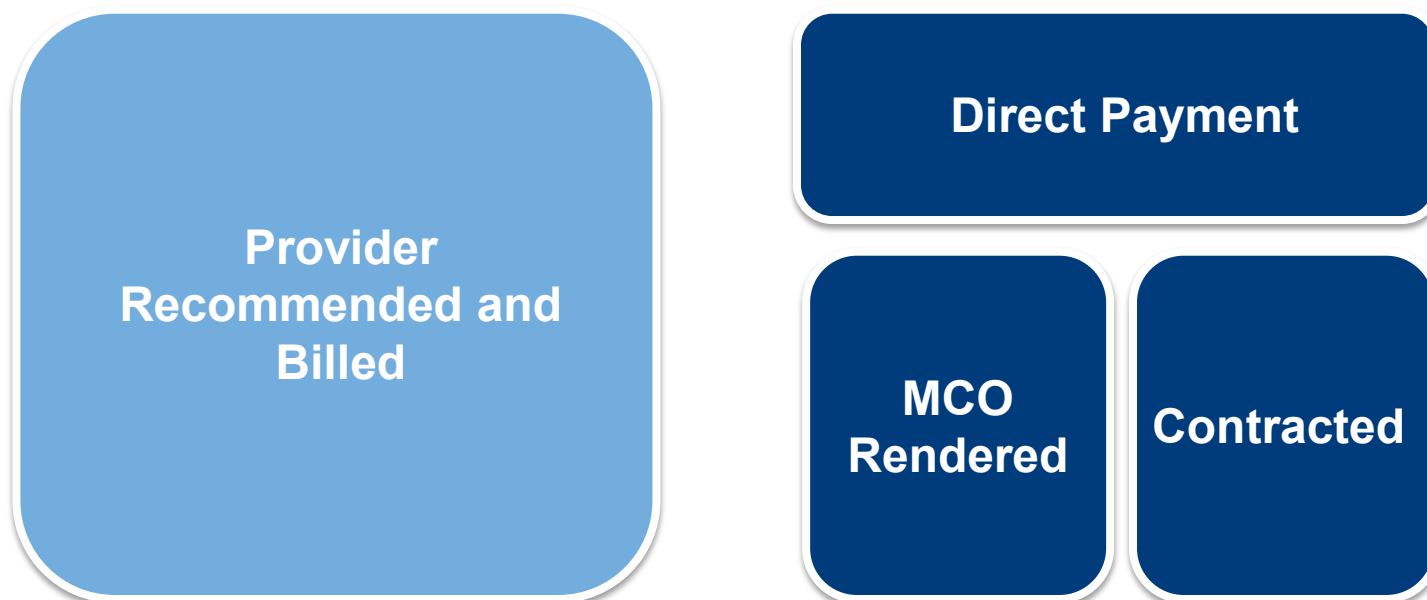 Provider
Recommended and
Billed
Direct Payment
MCO
Rendered
Contracted